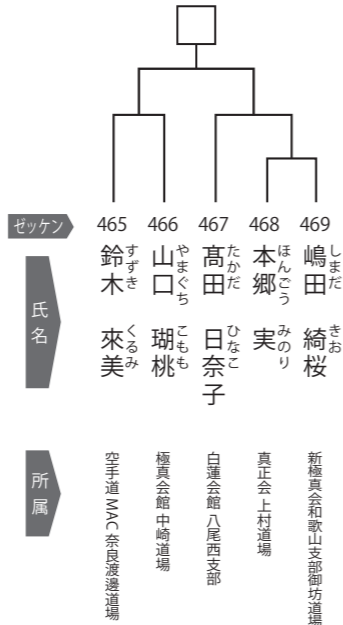 ゼッケン
465 466 467 468 469
氏名
鈴木 來美
すずき くるみ
山口 瑚桃
やまぐち こもも
髙田 日奈子
たかだ ひなこ
本郷 実
ほんごう みのり
嶋田 綺桜
しまだ きお
所属
空手道 MAC 奈良渡邊道場
極真会館 中崎道場
白蓮会館 八尾西支部
真正会 上村道場
新極真会和歌山支部御坊道場